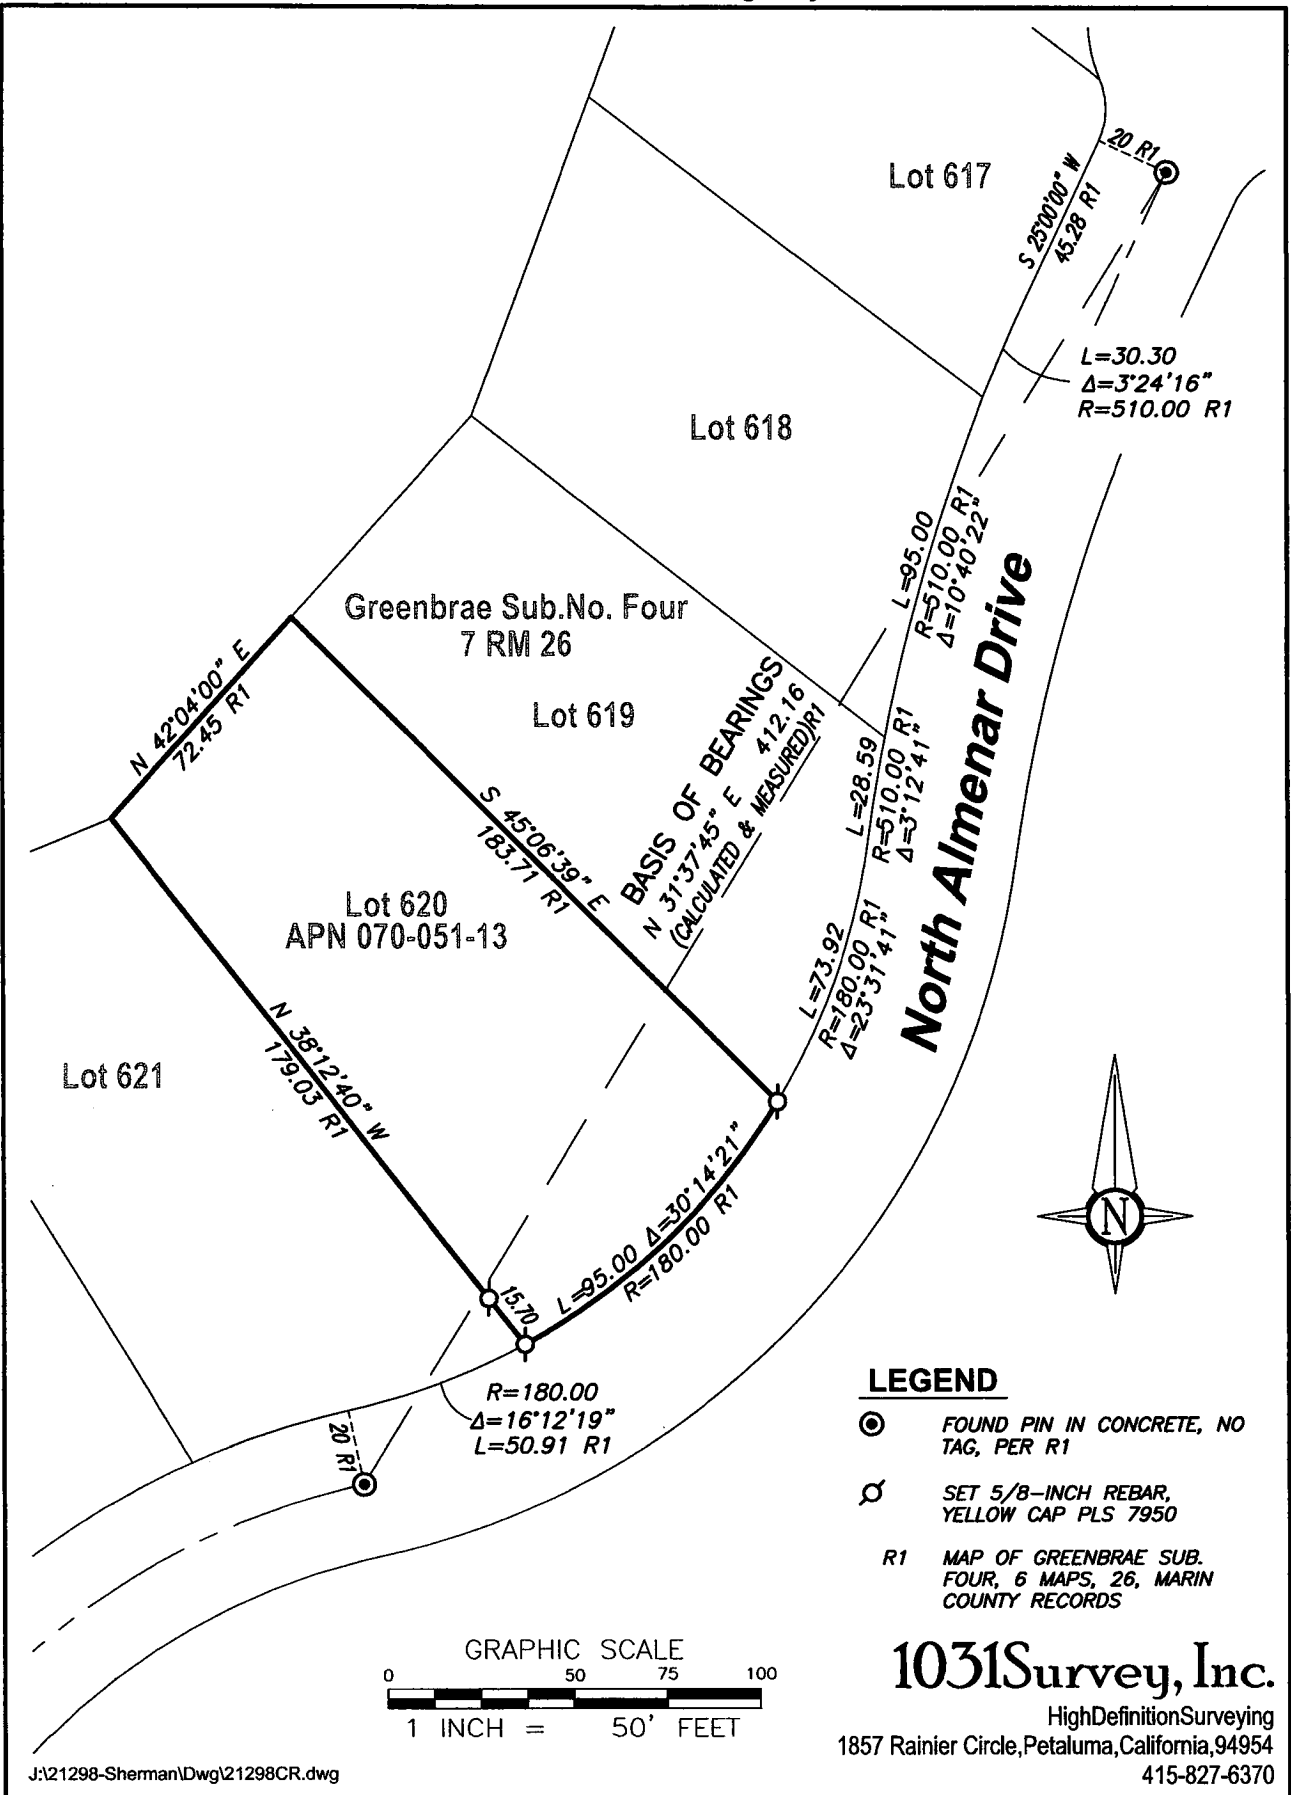 Lot 617
20 R1
S 25°00'00" W
45.28 R1
L=30.30
Δ=3°24'16"
R=510.00 R1
Lot 618
L=95.00
R=510.00 R1
Δ=10°40'22"
Greenbrae Sub.No. Four
7 RM 26
Lot 619
N 42°04'00" E
72.45 R1
BASIS OF BEARINGS
N 31°37'45" E 412.16
(CALCULATED & MEASURED)R1
L=28.59
R=510.00 R1
Δ=3°12'41"
North Almenar Drive
S 45°06'39" E
183.71 R1
Lot 620
APN 070-051-13
L=73.92
R=180.00 R1
Δ=23°31'41"
N 38°12'40" W
179.03 R1
Lot 621
L=95.00 Δ=30°14'21"
R=180.00 R1
15.70
N
R=180.00
Δ=16°12'19"
L=50.91 R1
20 R1
LEGEND
FOUND PIN IN CONCRETE, NO
TAG, PER R1
SET 5/8-INCH REBAR,
YELLOW CAP PLS 7950
R1 MAP OF GREENBRAE SUB.
FOUR, 6 MAPS, 26, MARIN
COUNTY RECORDS
GRAPHIC SCALE
0 50 75 100
1 INCH = 50' FEET
1031Survey, Inc.
HighDefinitionSurveying
1857 Rainier Circle,Petaluma,California,94954
415-827-6370
J:\21298-Sherman\Dwg\21298CR.dwg